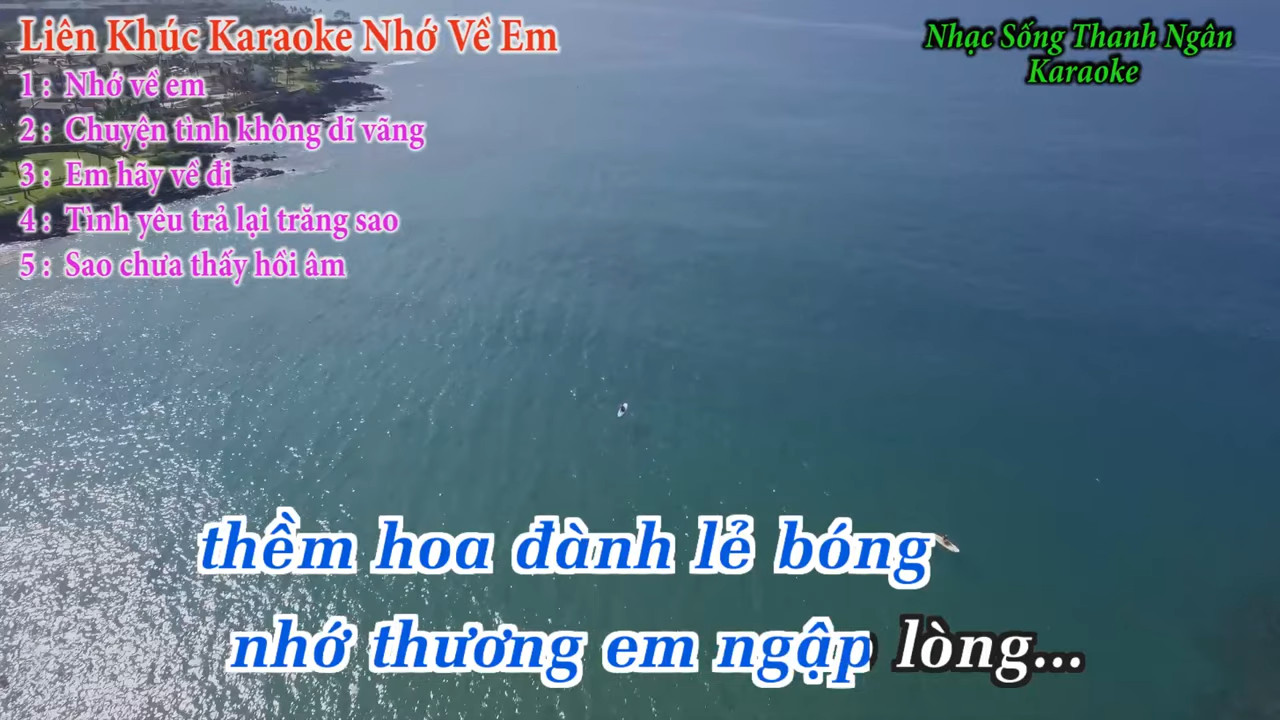 Liên Khúc Karaoke Nhớ Về Em
1 : Nhớ về em
2 : Chuyện tình không dĩ vãng
3 : Em hãy về đi
4 : Tình yêu trả lại trăng sao
5 : Sao chưa thấy hồi âm
Nhạc Sống Thanh Ngân
Karaoke
thềm hoa đành lẻ bóng
nhớ thương em ngập lòng...